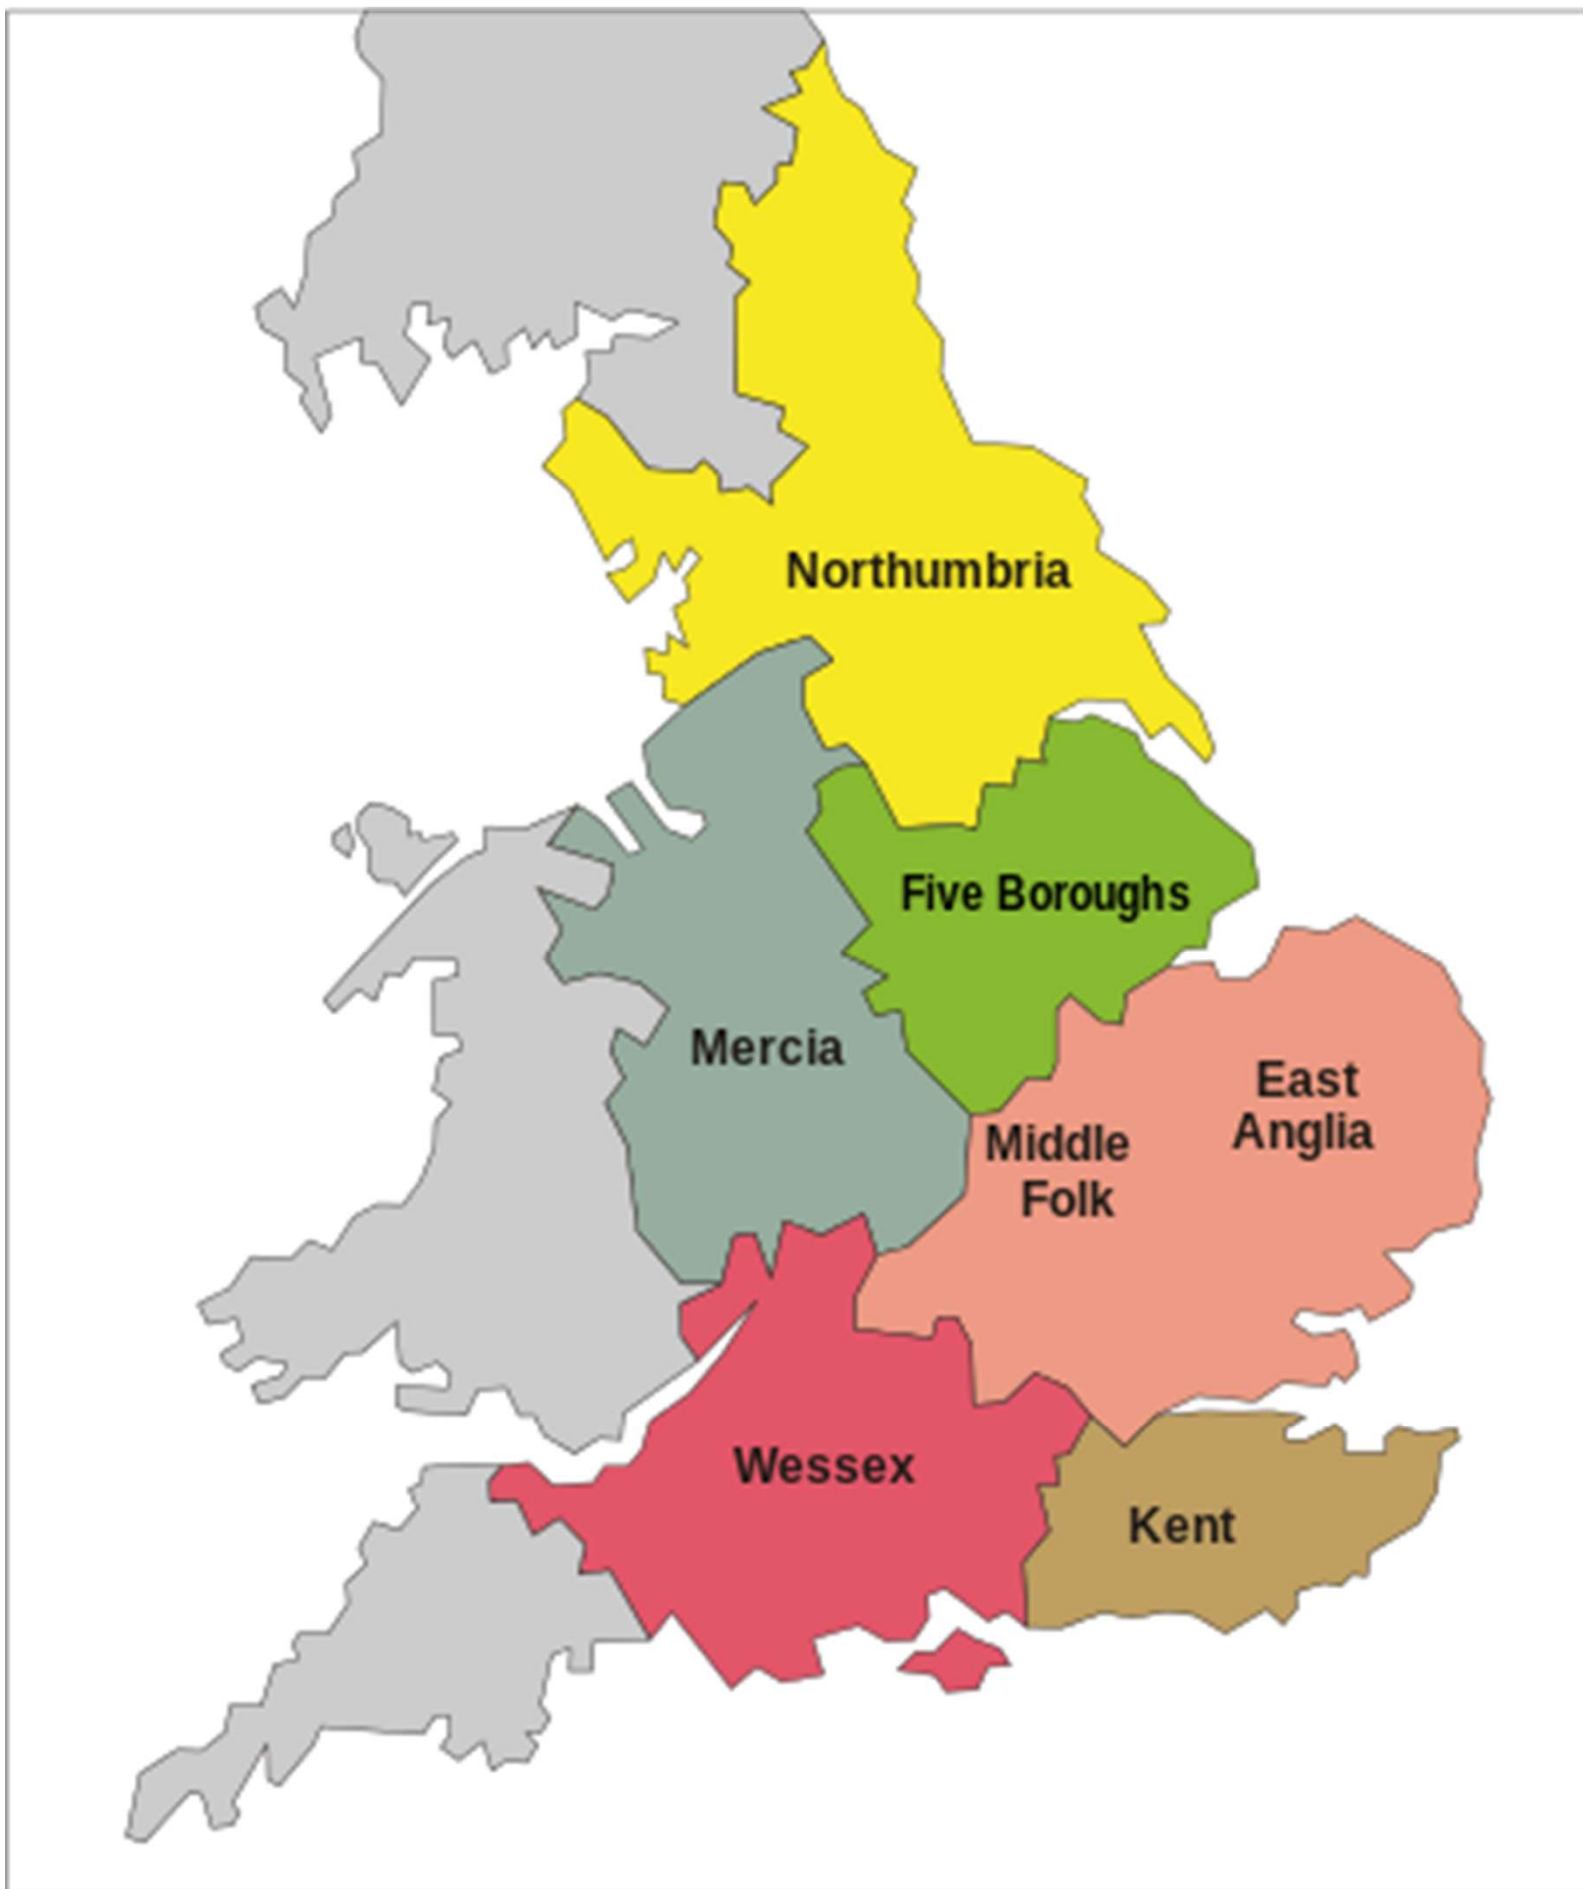 Northumbria
Five Boroughs
Mercia
East
Anglia
Middle
Folk
Wessex
Kent